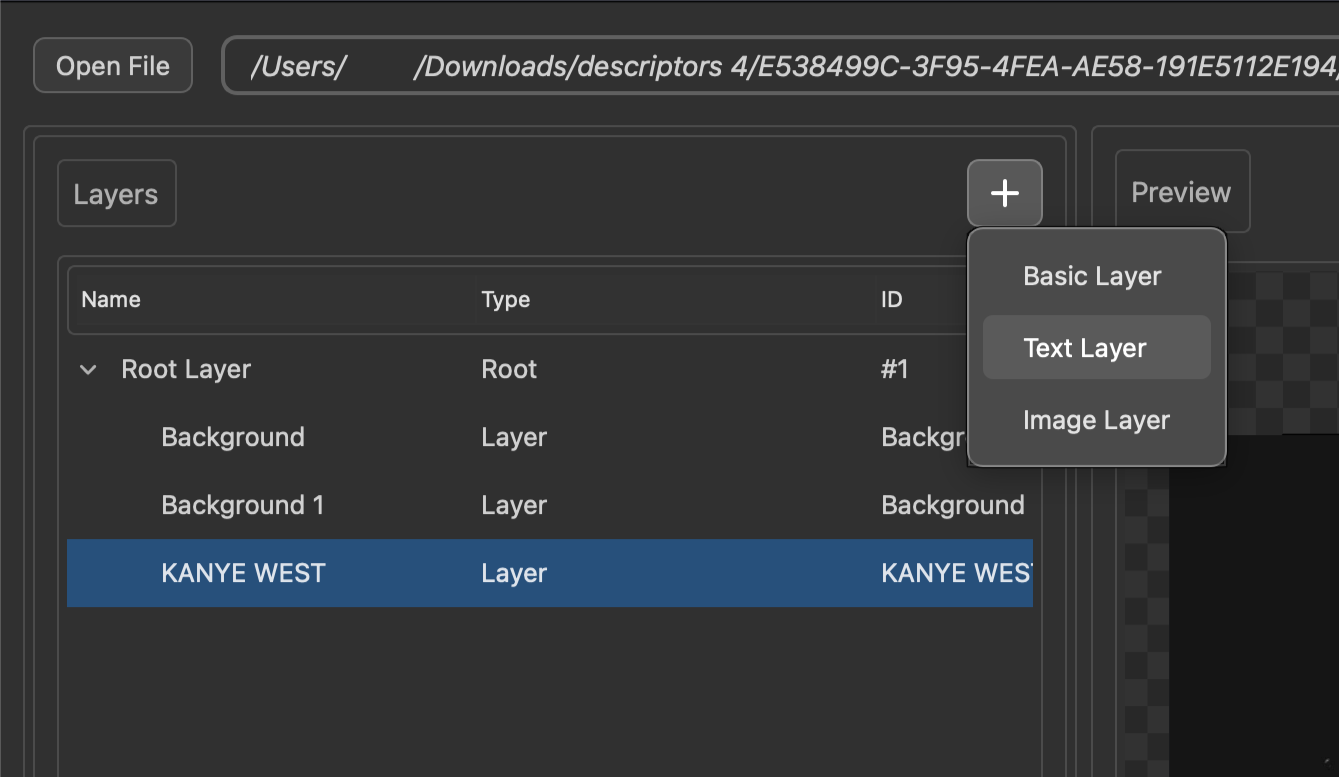 Open File /Users/ /Downloads/descriptors 4/E538499C-3F95-4FEA-AE58-191E5112E194/
Layers + Preview
Name Type ID
Root Layer Root #1
Background Layer Backgr
Background 1 Layer Background
KANYE WEST Layer KANYE WES
Basic Layer
Text Layer
Image Layer